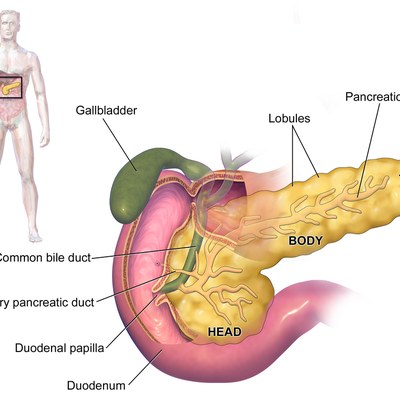 Pancreatic
Gallbladder
Lobules
BODY
Common bile duct
ry pancreatic duct
HEAD
Duodenal papilla
Duodenum